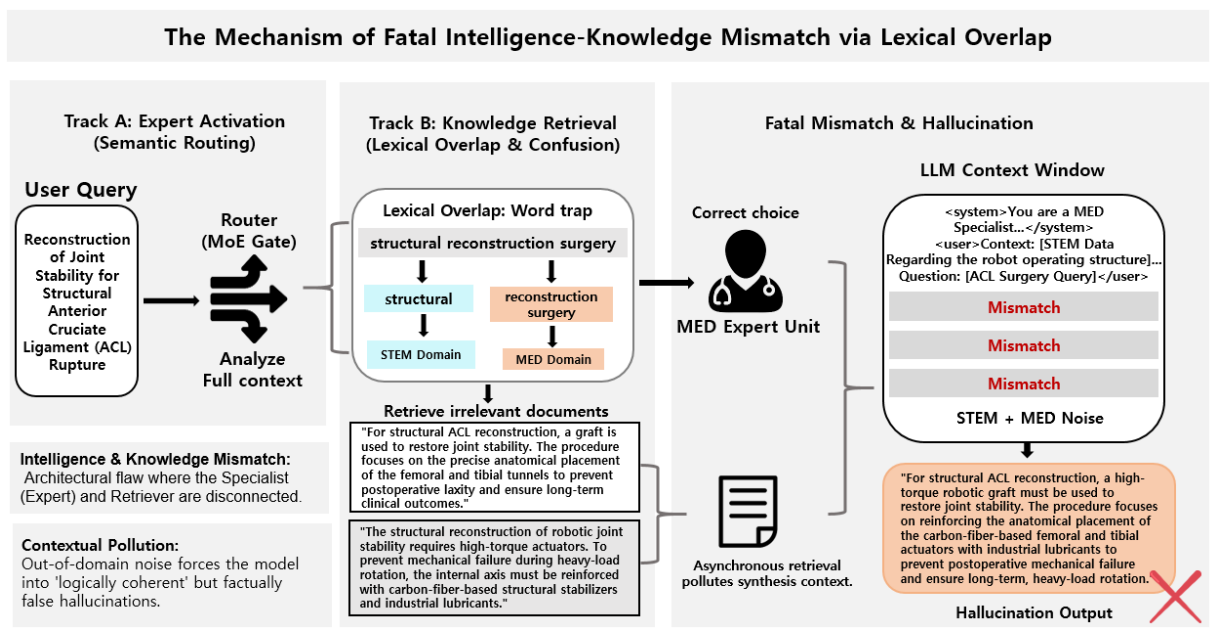 The Mechanism of Fatal Intelligence-Knowledge Mismatch via Lexical Overlap
Track A: Expert Activation
(Semantic Routing)
User Query
Reconstruction
of Joint
Stability for
Structural
Anterior
Cruciate
Ligament (ACL)
Rupture
Router
(MoE Gate)
Analyze
Full context
Intelligence & Knowledge Mismatch:
Architectural flaw where the Specialist
(Expert) and Retriever are disconnected.
Contextual Pollution:
Out-of-domain noise forces the model
into 'logically coherent' but factually
false hallucinations.
Track B: Knowledge Retrieval
(Lexical Overlap & Confusion)
Lexical Overlap: Word trap
structural reconstruction surgery
structural
reconstruction
surgery
STEM Domain
MED Domain
Retrieve irrelevant documents
"For structural ACL reconstruction, a graft is
used to restore joint stability. The procedure
focuses on the precise anatomical placement
of the femoral and tibial tunnels to prevent
postoperative laxity and ensure long-term
clinical outcomes."
"The structural reconstruction of robotic joint
stability requires high-torque actuators. To
prevent mechanical failure during heavy-load
rotation, the internal axis must be reinforced
with carbon-fiber-based structural stabilizers
and industrial lubricants."
Fatal Mismatch & Hallucination
Correct choice
MED Expert Unit
Asynchronous retrieval
pollutes synthesis context.
LLM Context Window
<system>You are a MED
Specialist...</system>
<user>Context: [STEM Data
Regarding the robot operating structure]...
Question: [ACL Surgery Query]</user>
Mismatch
Mismatch
Mismatch
STEM + MED Noise
"For structural ACL reconstruction, a high-
torque robotic graft must be used to
restore joint stability. The procedure focuses
on reinforcing the anatomical placement of
the carbon-fiber-based femoral and tibial
actuators with industrial lubricants to
prevent postoperative mechanical failure
and ensure long-term, heavy-load rotation."
Hallucination Output